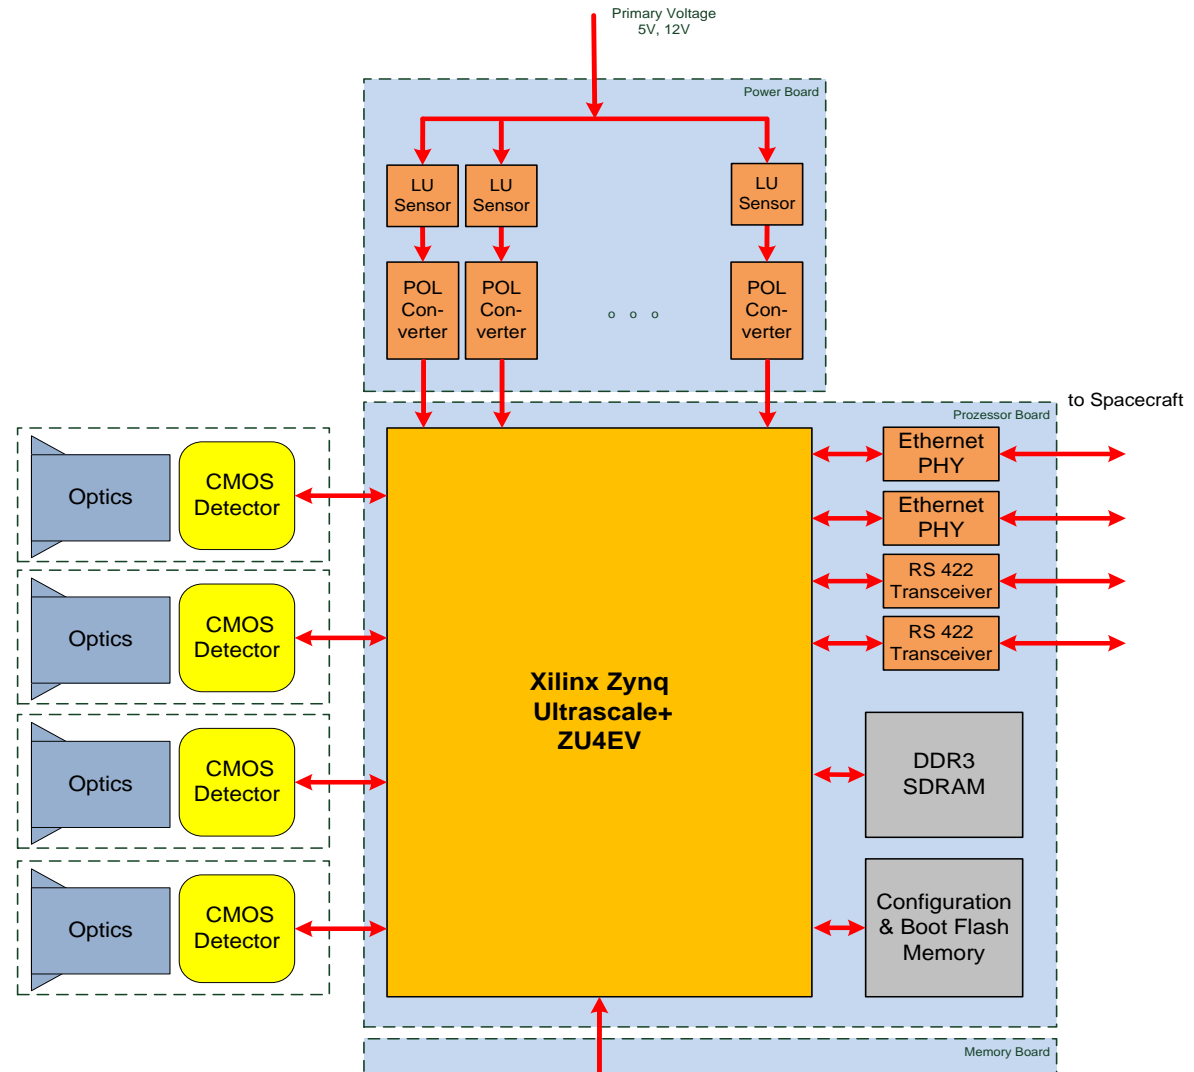 Primary Voltage
5V, 12V
Power Board
LU
Sensor
LU
Sensor
LU
Sensor
POL
Con-
verter
POL
Con-
verter
o o o
POL
Con-
verter
to Spacecraft
Prozessor Board
Optics
CMOS
Detector
Optics
CMOS
Detector
Optics
CMOS
Detector
Optics
CMOS
Detector
Xilinx Zynq
Ultrascale+
ZU4EV
Ethernet
PHY
Ethernet
PHY
RS 422
Transceiver
RS 422
Transceiver
DDR3
SDRAM
Configuration
& Boot Flash
Memory
Memory Board